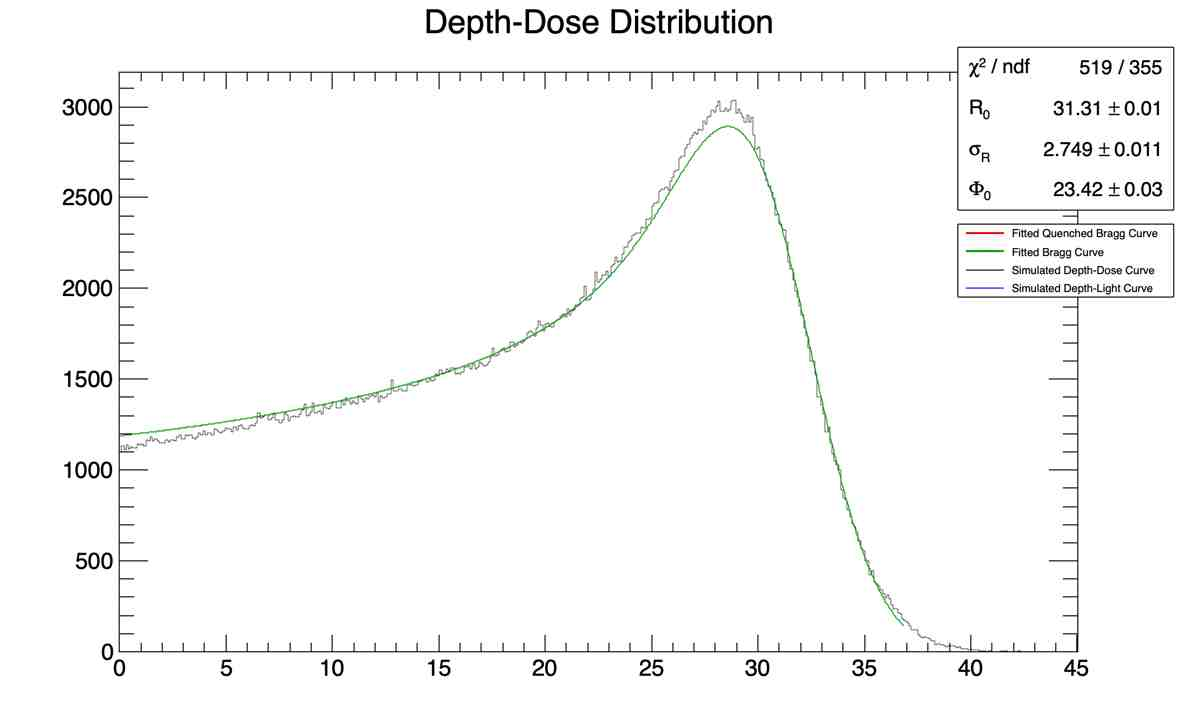 Depth-Dose Distribution
χ² / ndf 519 / 355
R₀ 31.31 ± 0.01
σR 2.749 ± 0.011
Φ₀ 23.42 ± 0.03
Fitted Quenched Bragg Curve
Fitted Bragg Curve
Simulated Depth-Dose Curve
Simulated Depth-Light Curve
3000
2500
2000
1500
1000
500
0
0 5 10 15 20 25 30 35 40 45